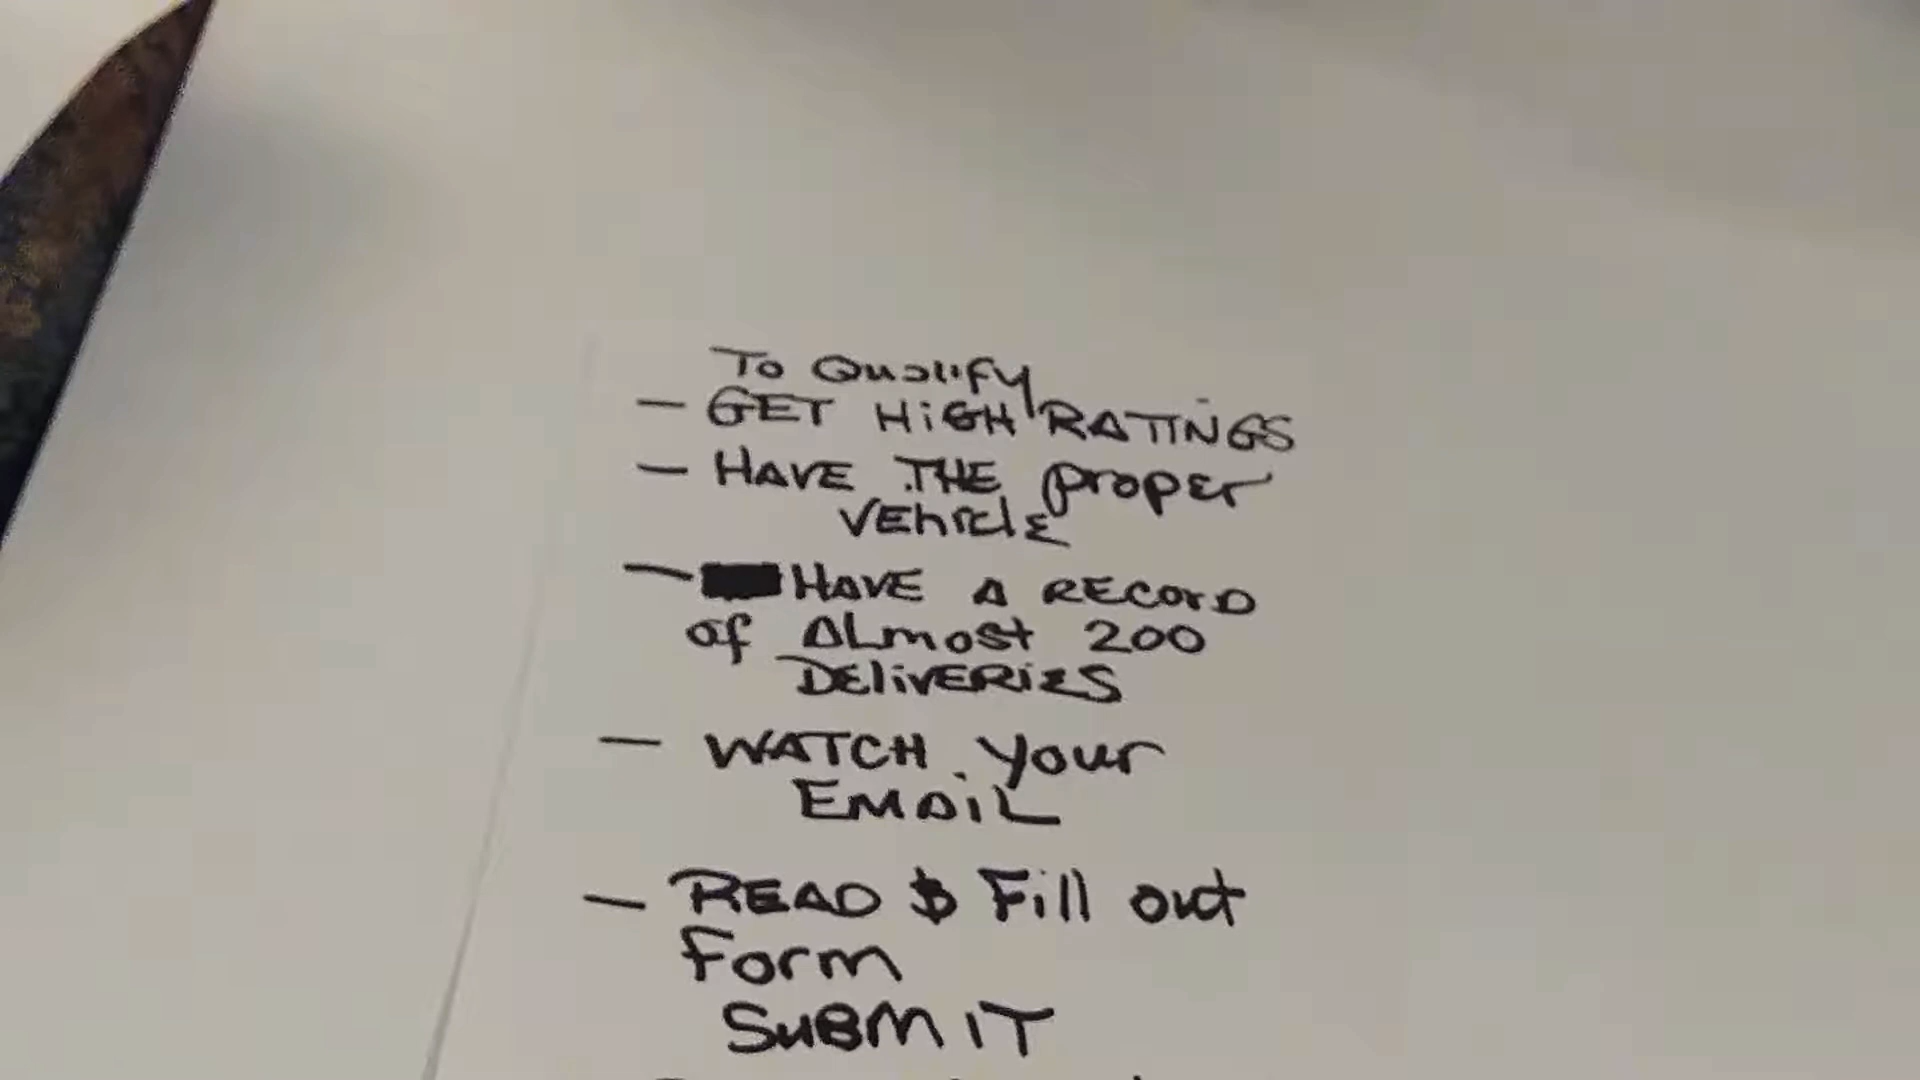 To Qualify
— GET HiGH RATINGS
— HAVE THE proper
VEhicle
— HAVE A RECORD
of ALmost 200
DELiVERiES
— WATCH your
EMAiL
— READ & Fill out
Form
SUBMIT